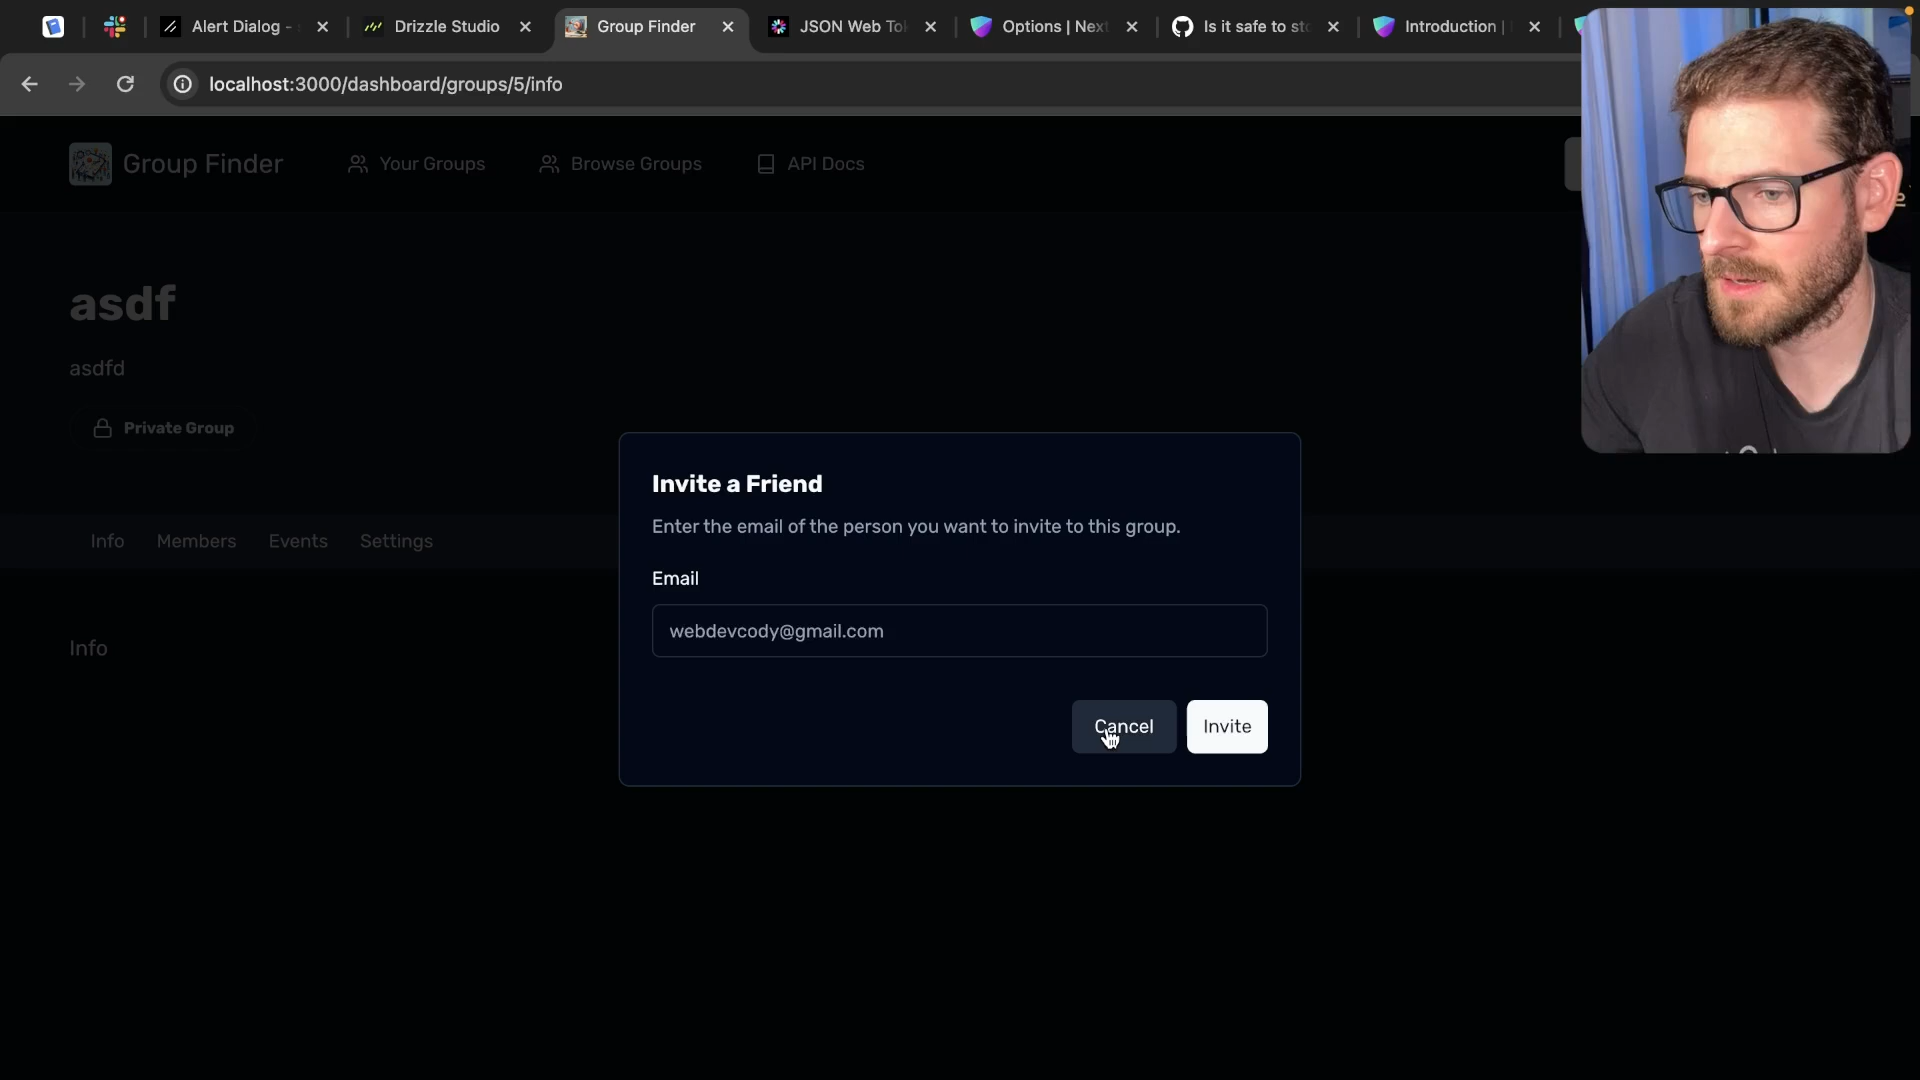 Alert Dialog -
Drizzle Studio
Group Finder
JSON Web Tok
Options | Next
Is it safe to sto
Introduction |
localhost:3000/dashboard/groups/5/info
Group Finder
Your Groups
Browse Groups
API Docs
asdf
asdfd
Private Group
Info
Members
Events
Settings
Info
Invite a Friend
Enter the email of the person you want to invite to this group.
Email
webdevcody@gmail.com
Cancel
Invite